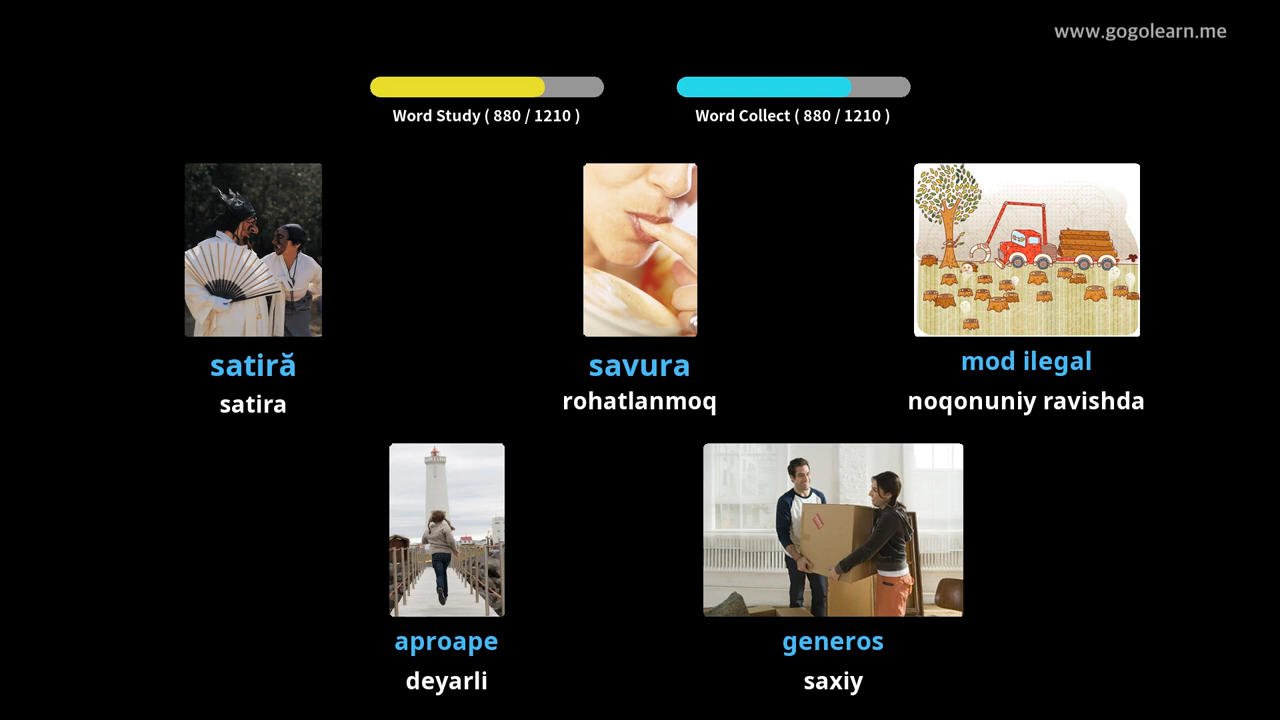 www.gogolearn.me
Word Study ( 880 / 1210 )
Word Collect ( 880 / 1210 )
satiră
satira
savura
rohatlanmoq
mod ilegal
noqonuniy ravishda
aproape
deyarli
generos
saxiy